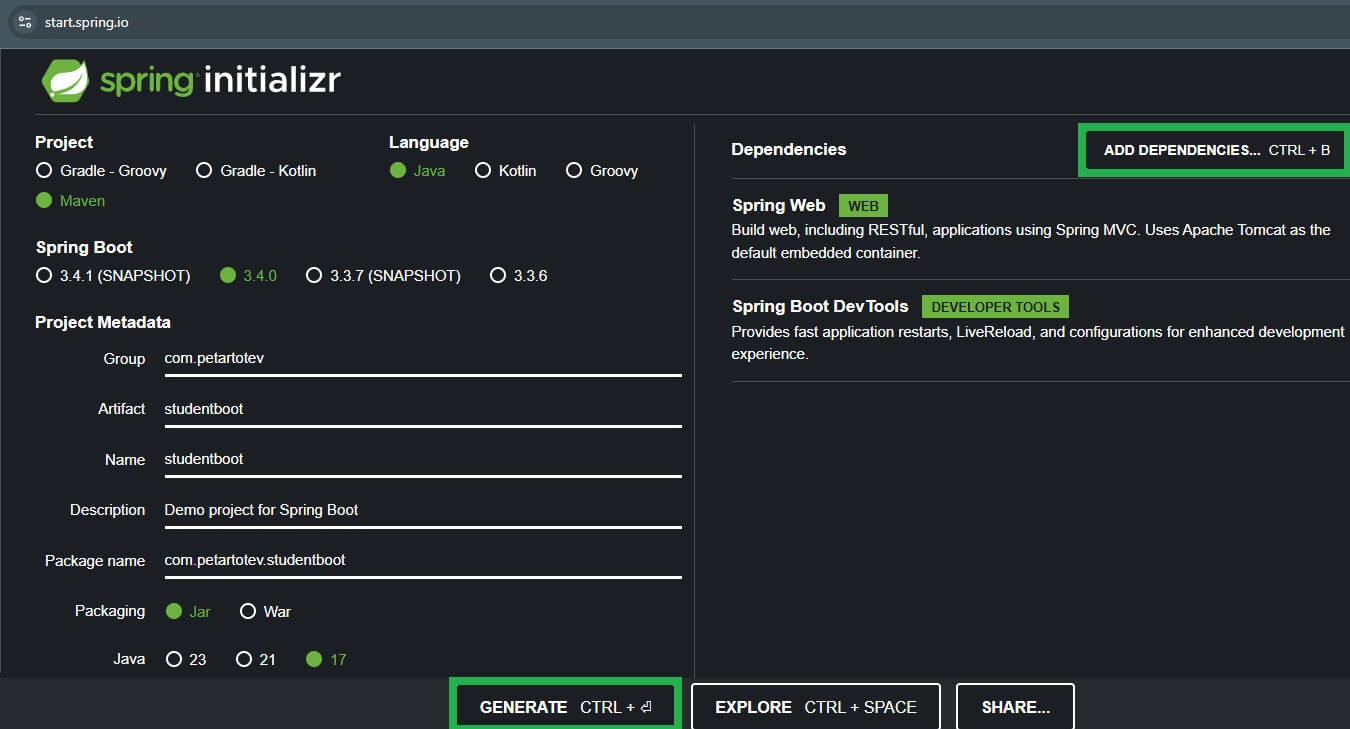 start.spring.io
spring initializr
Project
Gradle - Groovy Gradle - Kotlin
Maven
Language
Java Kotlin Groovy
Spring Boot
3.4.1 (SNAPSHOT) 3.4.0 3.3.7 (SNAPSHOT) 3.3.6
Project Metadata
Group com.petartotev
Artifact studentboot
Name studentboot
Description Demo project for Spring Boot
Package name com.petartotev.studentboot
Packaging Jar War
Java 23 21 17
Dependencies
ADD DEPENDENCIES... CTRL + B
Spring Web WEB
Build web, including RESTful, applications using Spring MVC. Uses Apache Tomcat as the
default embedded container.
Spring Boot DevTools DEVELOPER TOOLS
Provides fast application restarts, LiveReload, and configurations for enhanced development
experience.
GENERATE CTRL + ⏎
EXPLORE CTRL + SPACE
SHARE...